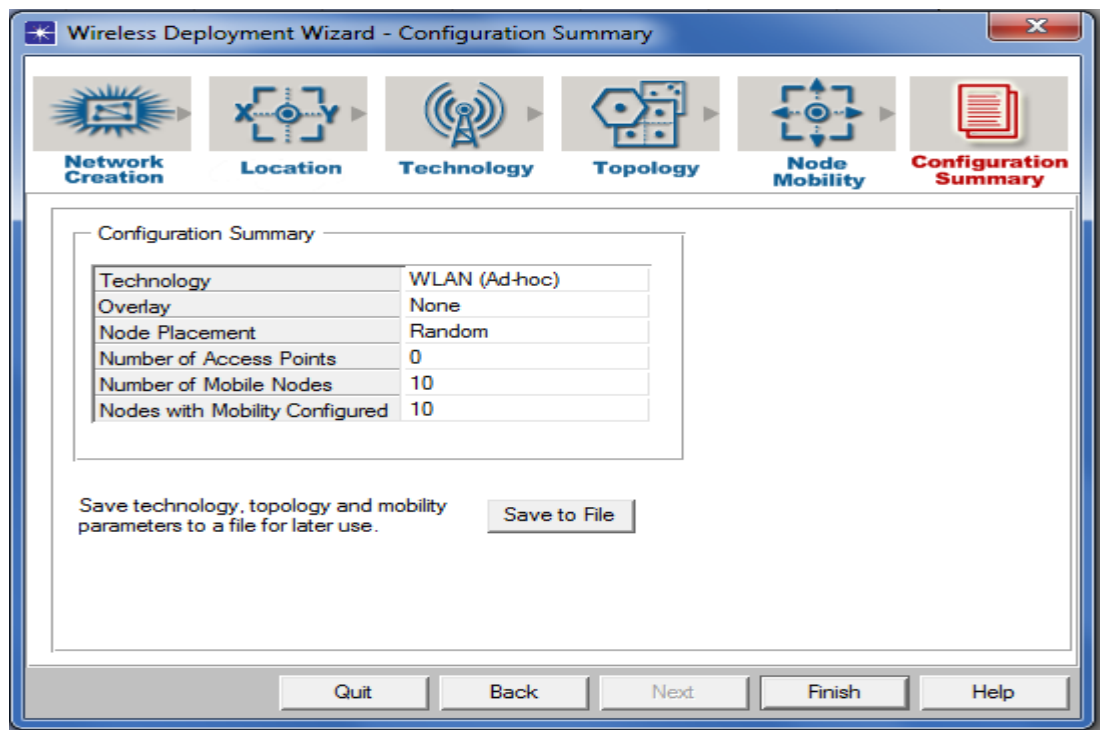 Wireless Deployment Wizard - Configuration Summary
X Y
Network Creation
Location
Technology
Topology
Node Mobility
Configuration Summary
Configuration Summary
Technology WLAN (Ad-hoc)
Overlay None
Node Placement Random
Number of Access Points 0
Number of Mobile Nodes 10
Nodes with Mobility Configured 10
Save technology, topology and mobility
parameters to a file for later use.
Save to File
Quit Back Next Finish Help